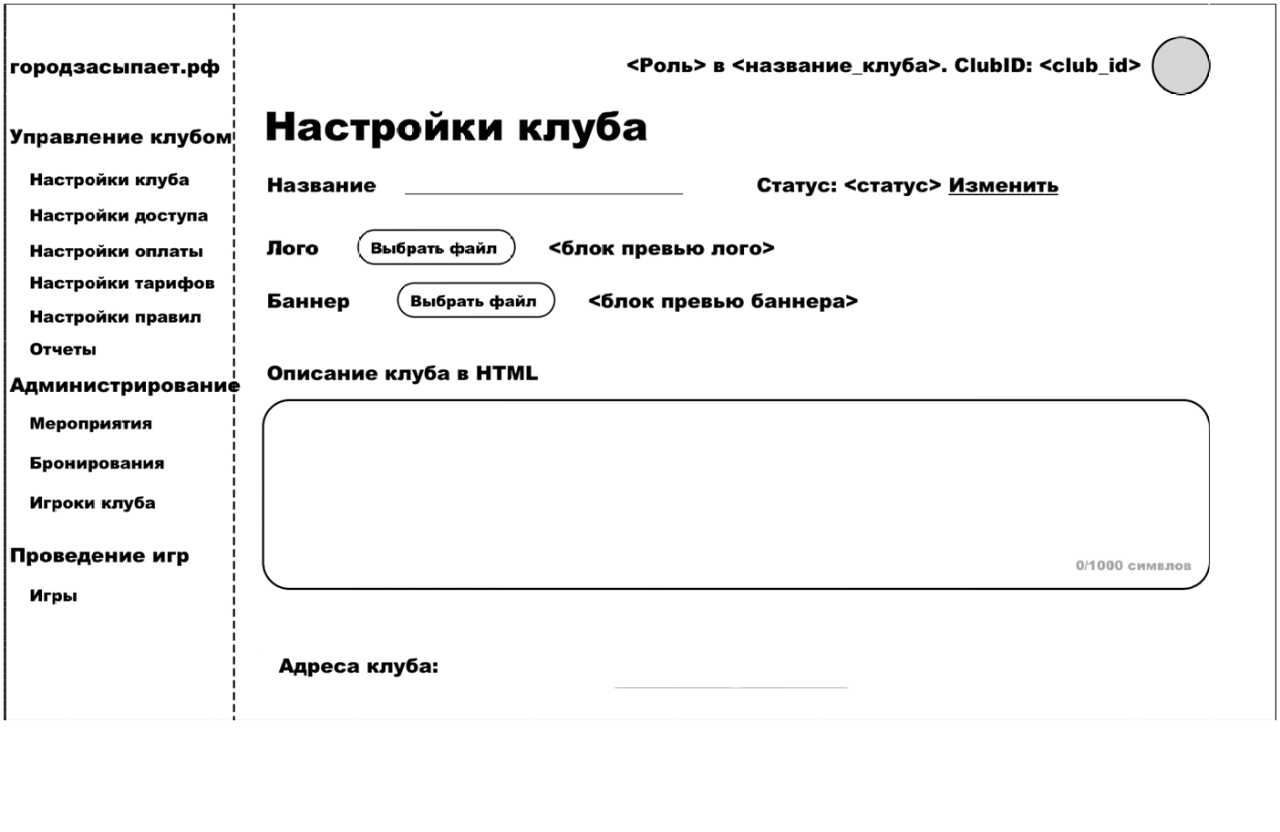 городзасыпает.рф
<Роль> в <название_клуба>. ClubID: <club_id>
Управление клубом
Настройки клуба
Настройки доступа
Настройки оплаты
Настройки тарифов
Настройки правил
Отчеты
Администрирование
Мероприятия
Бронирования
Игроки клуба
Проведение игр
Игры
Настройки клуба
Название
Статус: <статус> Изменить
Лого
Выбрать файл
<блок превью лого>
Баннер
Выбрать файл
<блок превью баннера>
Описание клуба в HTML
0/1000 симвлов
Адреса клуба: